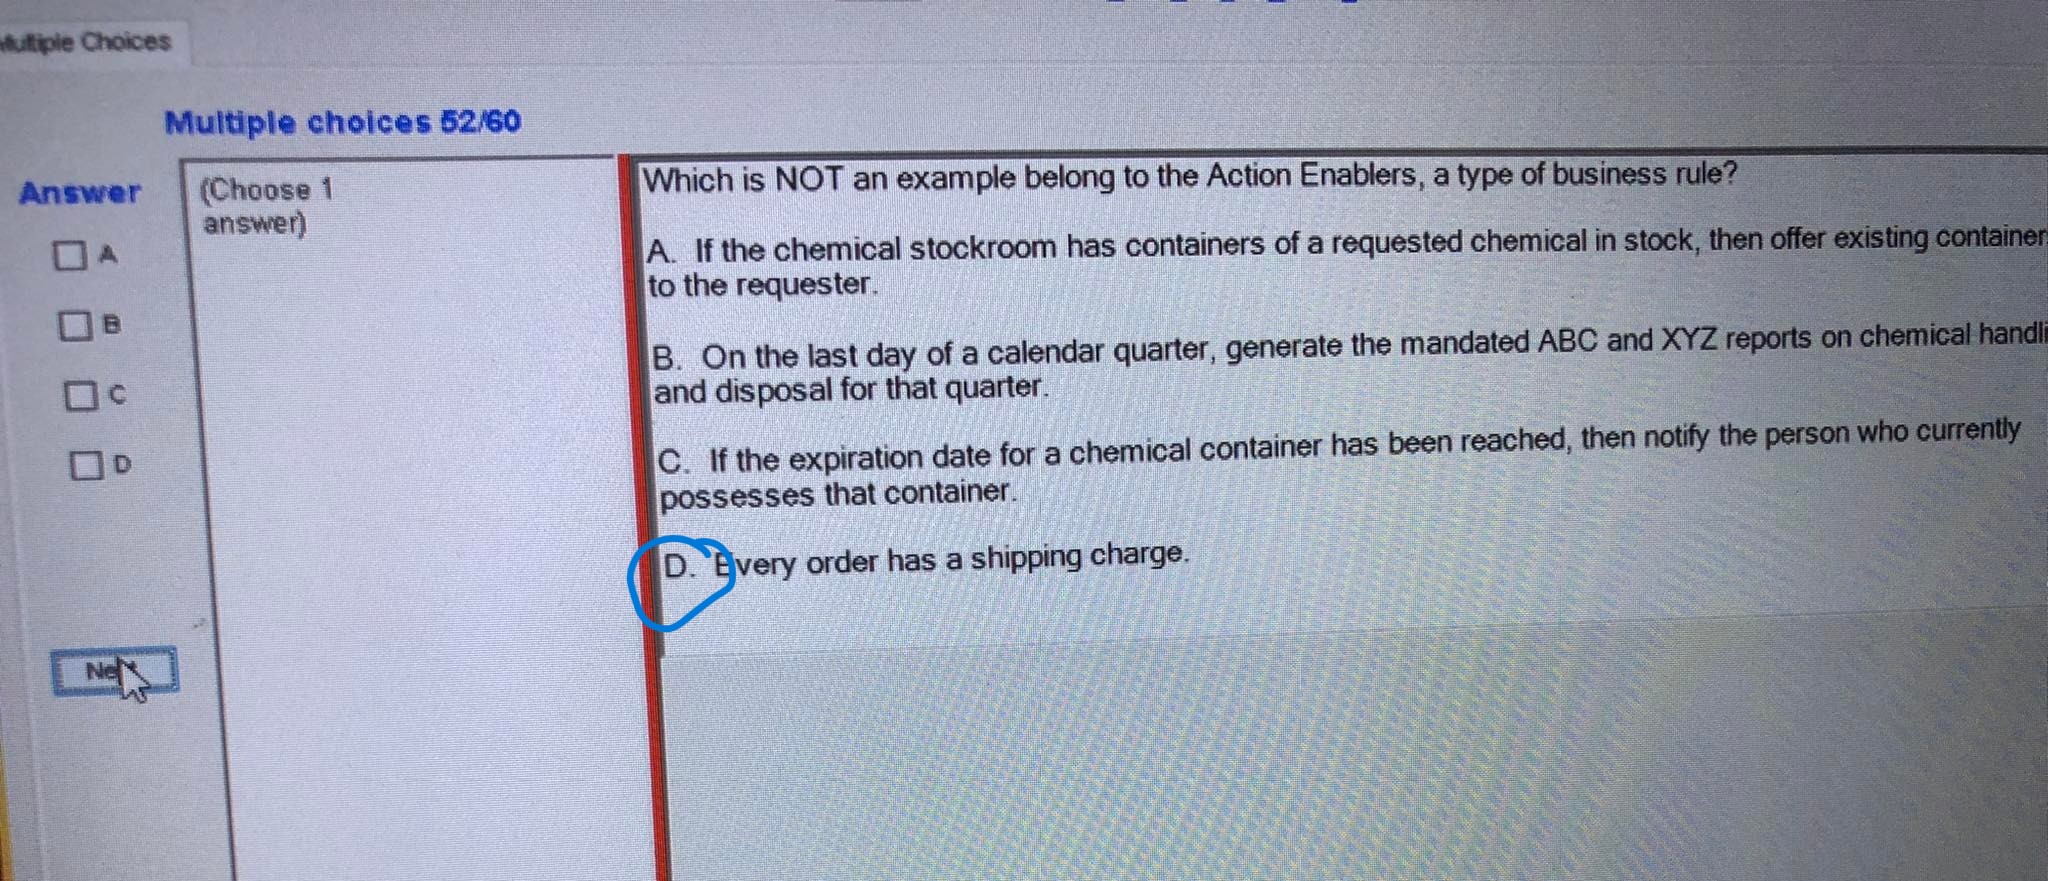 Multiple Choices
Multiple choices 52/60
Answer
(Choose 1
answer)
A
B
C
D
Which is NOT an example belong to the Action Enablers, a type of business rule?
A. If the chemical stockroom has containers of a requested chemical in stock, then offer existing container
to the requester.
B. On the last day of a calendar quarter, generate the mandated ABC and XYZ reports on chemical handli
and disposal for that quarter.
C. If the expiration date for a chemical container has been reached, then notify the person who currently
possesses that container.
D. Every order has a shipping charge.
Next